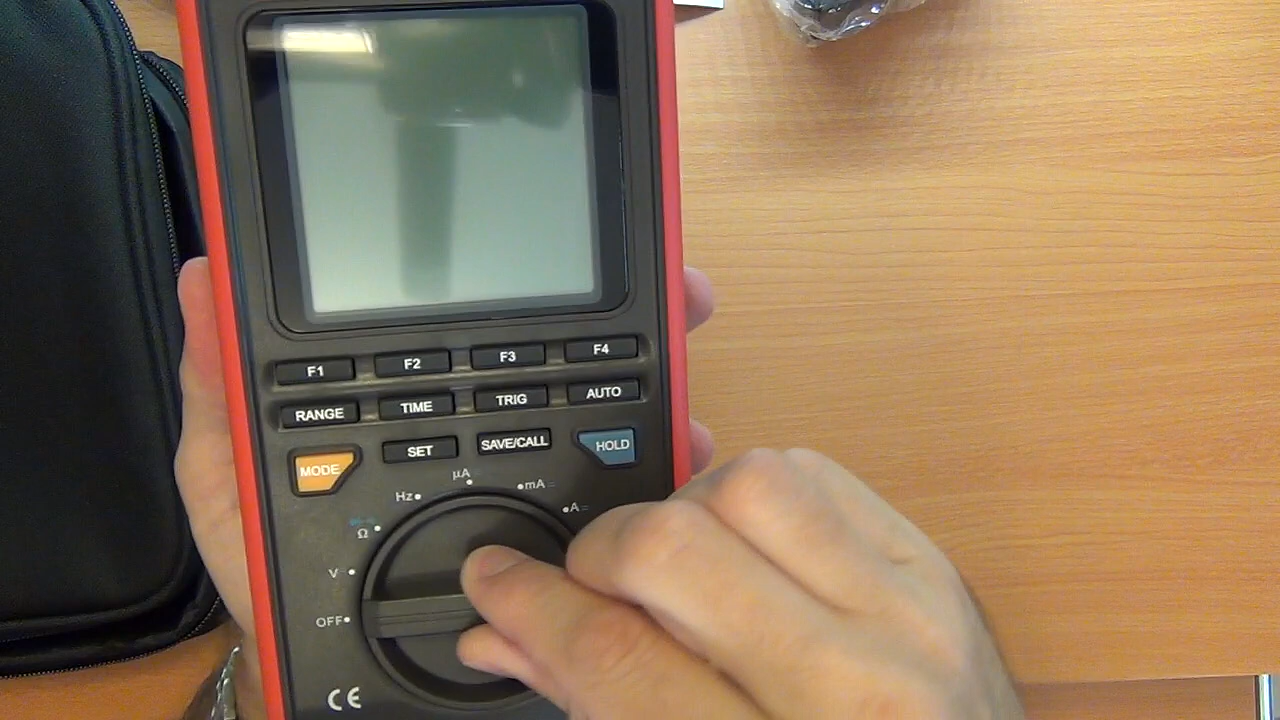 F1 F2 F3 F4
RANGE TIME TRIG AUTO
MODE SET SAVE/CALL HOLD
µA
Hz mA
A
Ω
V
OFF
CE